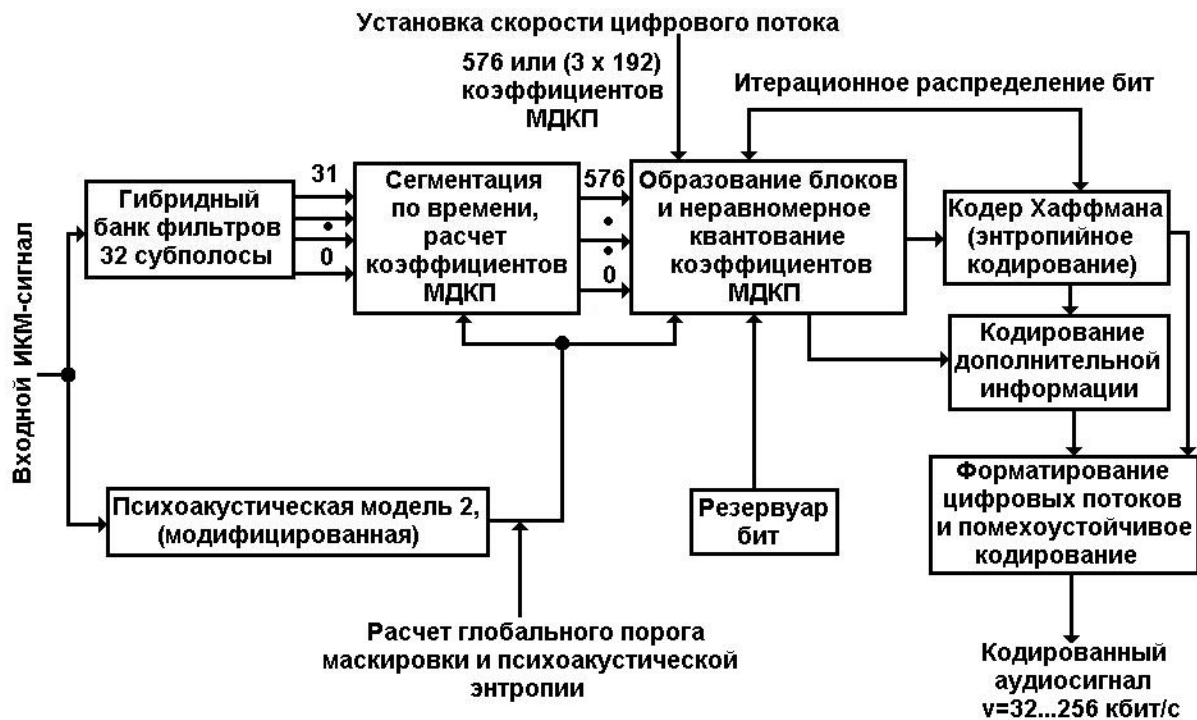 Установка скорости цифрового потока
576 или (3 x 192)
коэффициентов
МДКП
Итерационное распределение бит
Входной ИКМ-сигнал
Гибридный
банк фильтров
32 субполосы
31
0
Сегментация
по времени,
расчет
коэффициентов
МДКП
576
0
Образование блоков
и неравномерное
квантование
коэффициентов
МДКП
Кодер Хаффмана
(энтропийное
кодирование)
Кодирование
дополнительной
информации
Психоакустическая модель 2,
(модифицированная)
Резервуар
бит
Форматирование
цифровых потоков
и помехоустойчивое
кодирование
Расчет глобального порога
маскировки и психоакустической
энтропии
Кодированный
аудиосигнал
v=32...256 кбит/с